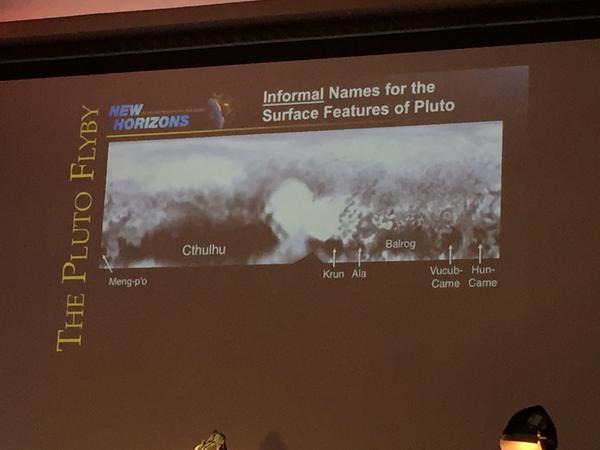 THE PLUTO FLYBY
NEW
HORIZONS
Informal Names for the
Surface Features of Pluto
Cthulhu
Balrog
Meng-p'o
Krun
Ala
Vucub-
Came
Hun-
Came